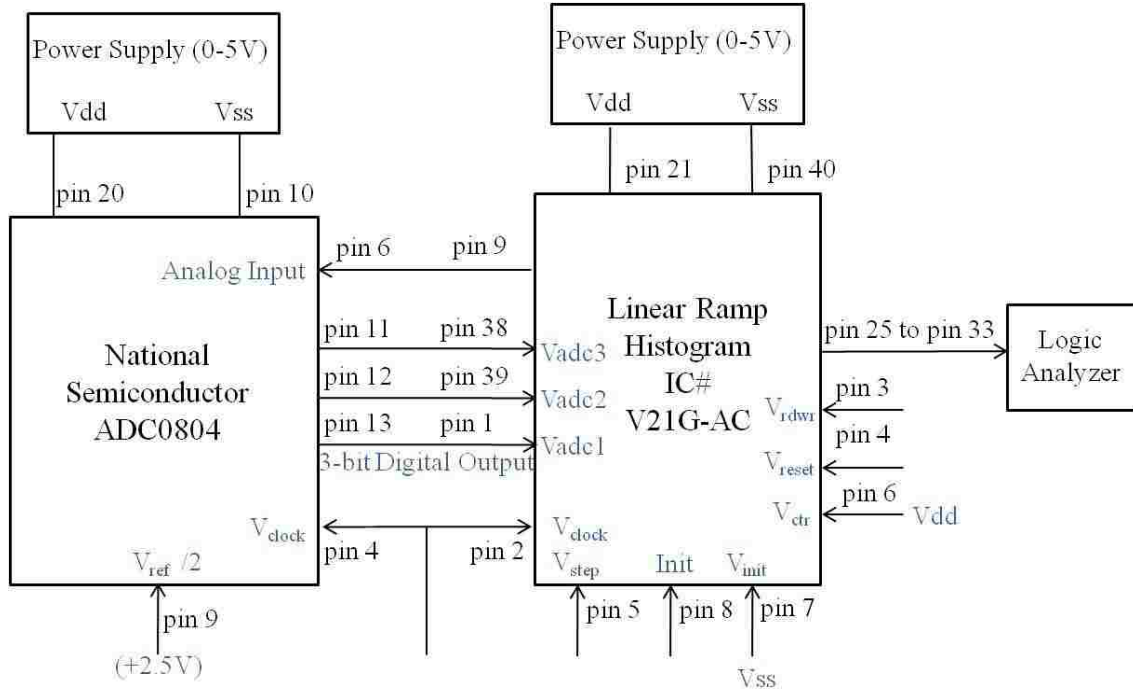 Power Supply (0-5V)
Vdd Vss
Power Supply (0-5V)
Vdd Vss
pin 20 pin 10
pin 21 pin 40
Analog Input
pin 6 pin 9
National
Semiconductor
ADC0804
pin 11 pin 38
pin 12 pin 39
pin 13 pin 1
3-bit Digital Output
Vadc3
Vadc2
Vadc1
Linear Ramp
Histogram
IC#
V21G-AC
pin 25 to pin 33
Logic
Analyzer
Vrdwr
pin 3
Vreset
pin 4
Vctr
pin 6
Vdd
Vclock
pin 4 pin 2
Vclock
Vref /2
pin 9
(+2.5V)
Vstep Init Vinit
pin 5 pin 8 pin 7
Vss